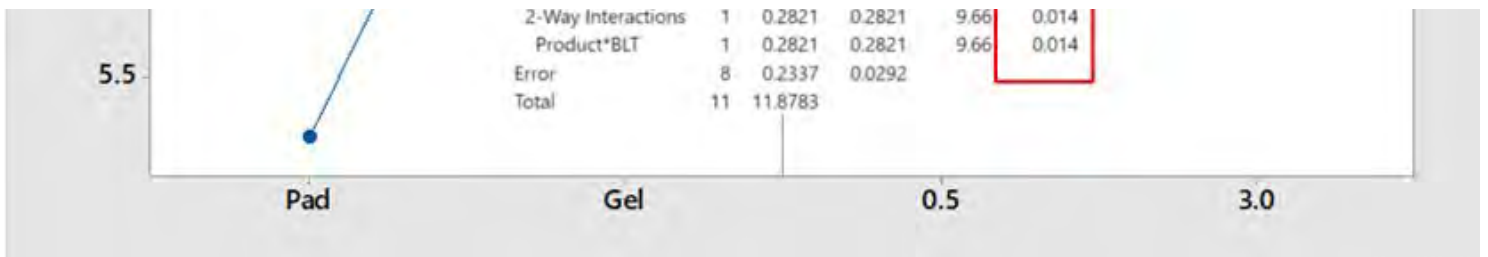 2-Way Interactions 1 0.2821 0.2821 9.66 0.014
Product*BLT 1 0.2821 0.2821 9.66 0.014
5.5
Error 8 0.2337 0.0292
Total 11 11.8783
Pad Gel 0.5 3.0